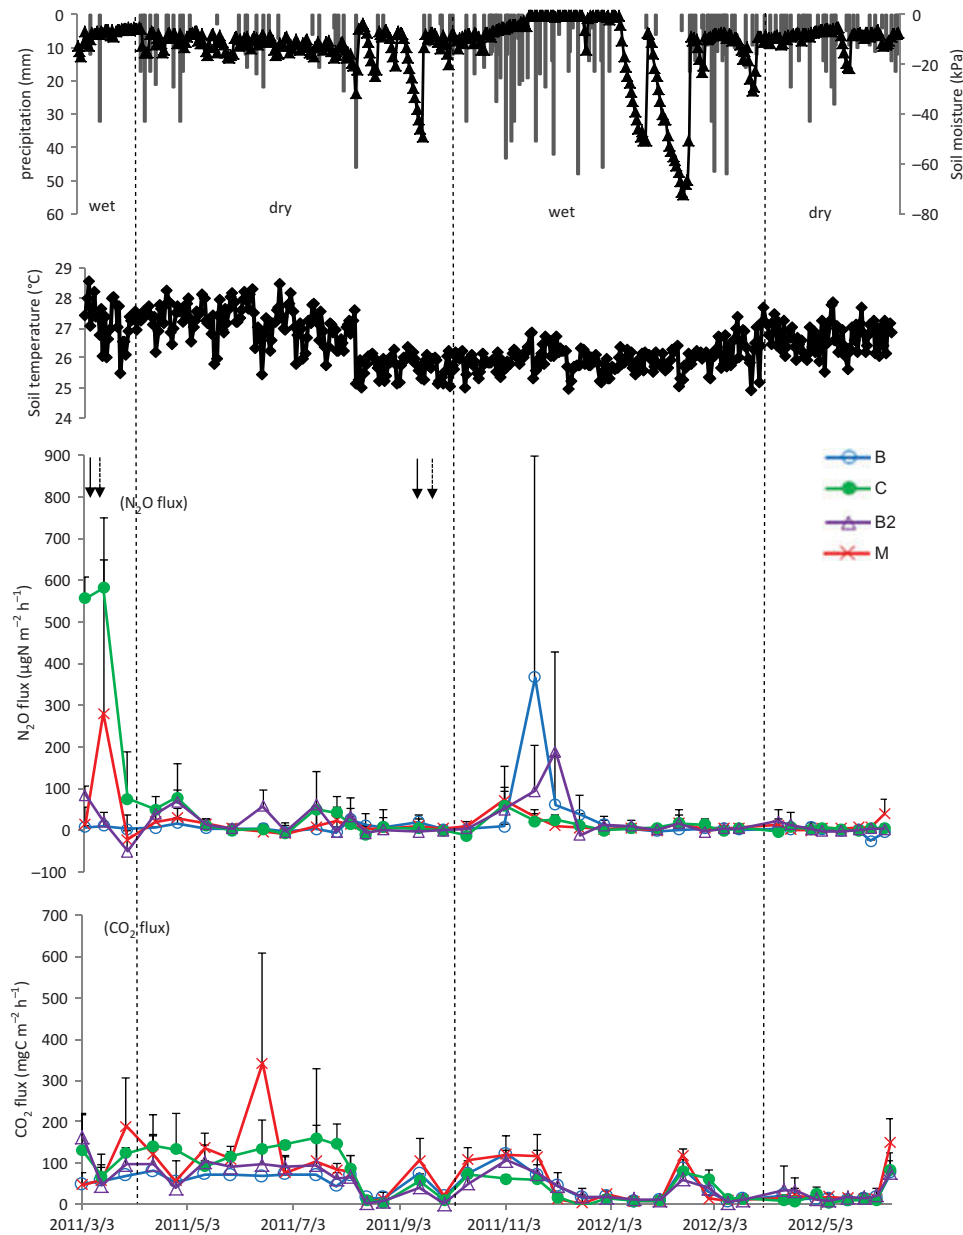 precipitation (mm)
0
10
20
30
40
50
60
wet
dry
wet
dry
0
−20
−40
−60
−80
Soil moisture (kPa)
Soil temperature (°C)
29
28
27
26
25
24
N₂O flux (µgN m⁻² h⁻¹)
900
800
700
600
500
400
300
200
100
0
−100
(N₂O flux)
B
C
B2
M
CO₂ flux (mgC m⁻² h⁻¹)
700
600
500
400
300
200
100
0
(CO₂ flux)
2011/3/3 2011/5/3 2011/7/3 2011/9/3 2011/11/3 2012/1/3 2012/3/3 2012/5/3